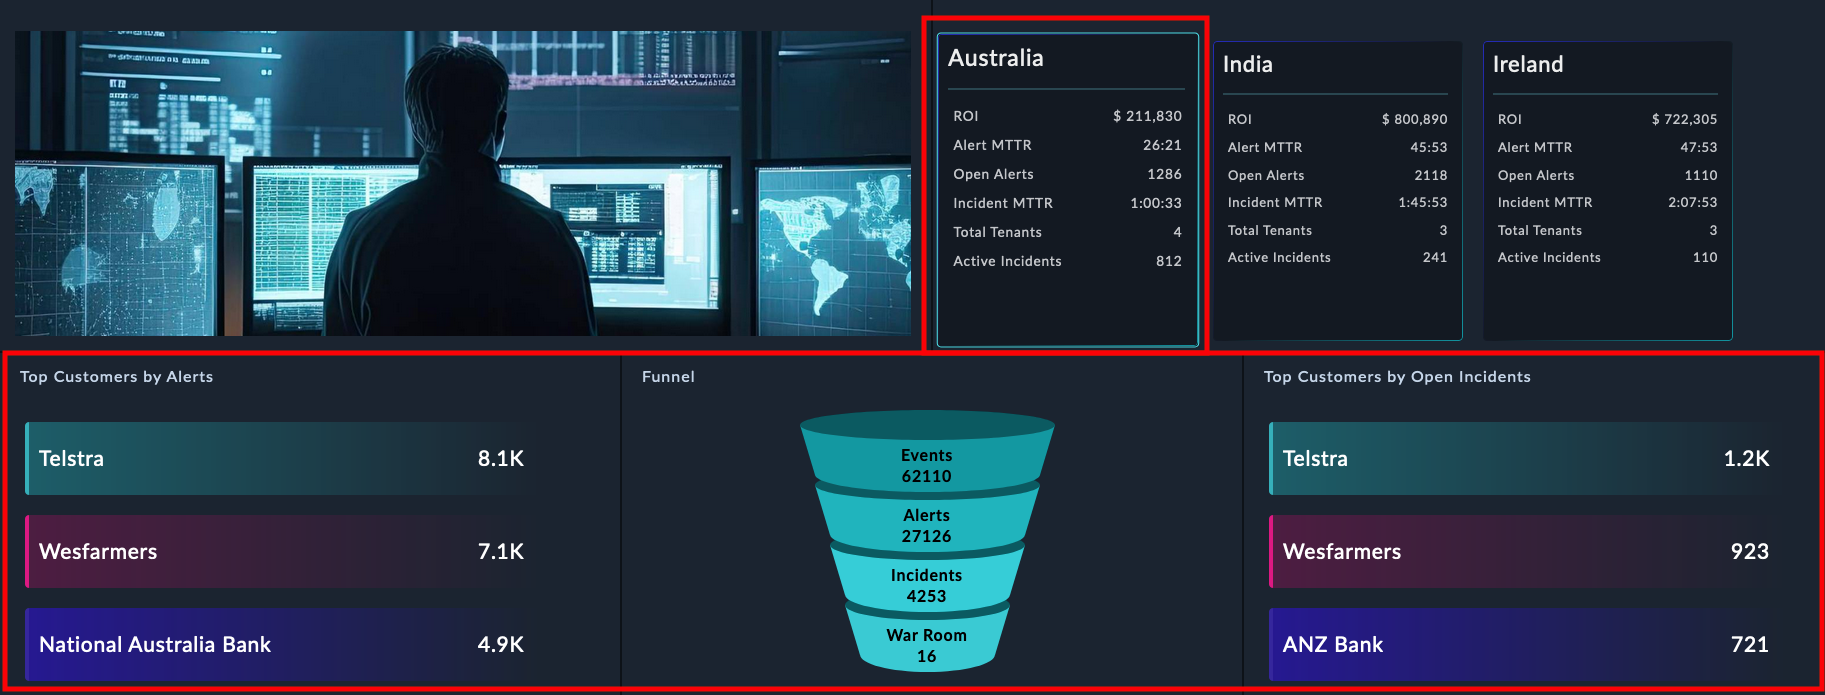 Australia
ROI $ 211,830
Alert MTTR 26:21
Open Alerts 1286
Incident MTTR 1:00:33
Total Tenants 4
Active Incidents 812
India
ROI $ 800,890
Alert MTTR 45:53
Open Alerts 2118
Incident MTTR 1:45:53
Total Tenants 3
Active Incidents 241
Ireland
ROI $ 722,305
Alert MTTR 47:53
Open Alerts 1110
Incident MTTR 2:07:53
Total Tenants 3
Active Incidents 110
Top Customers by Alerts
Telstra 8.1K
Wesfarmers 7.1K
National Australia Bank 4.9K
Funnel
Events
62110
Alerts
27126
Incidents
4253
War Room
16
Top Customers by Open Incidents
Telstra 1.2K
Wesfarmers 923
ANZ Bank 721